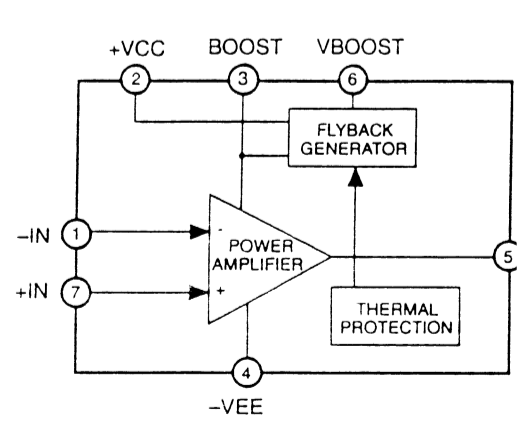 +VCC BOOST VBOOST
2 3 6
FLYBACK
GENERATOR
-IN 1
-
POWER
AMPLIFIER
5
+IN 7
+
THERMAL
PROTECTION
4
-VEE